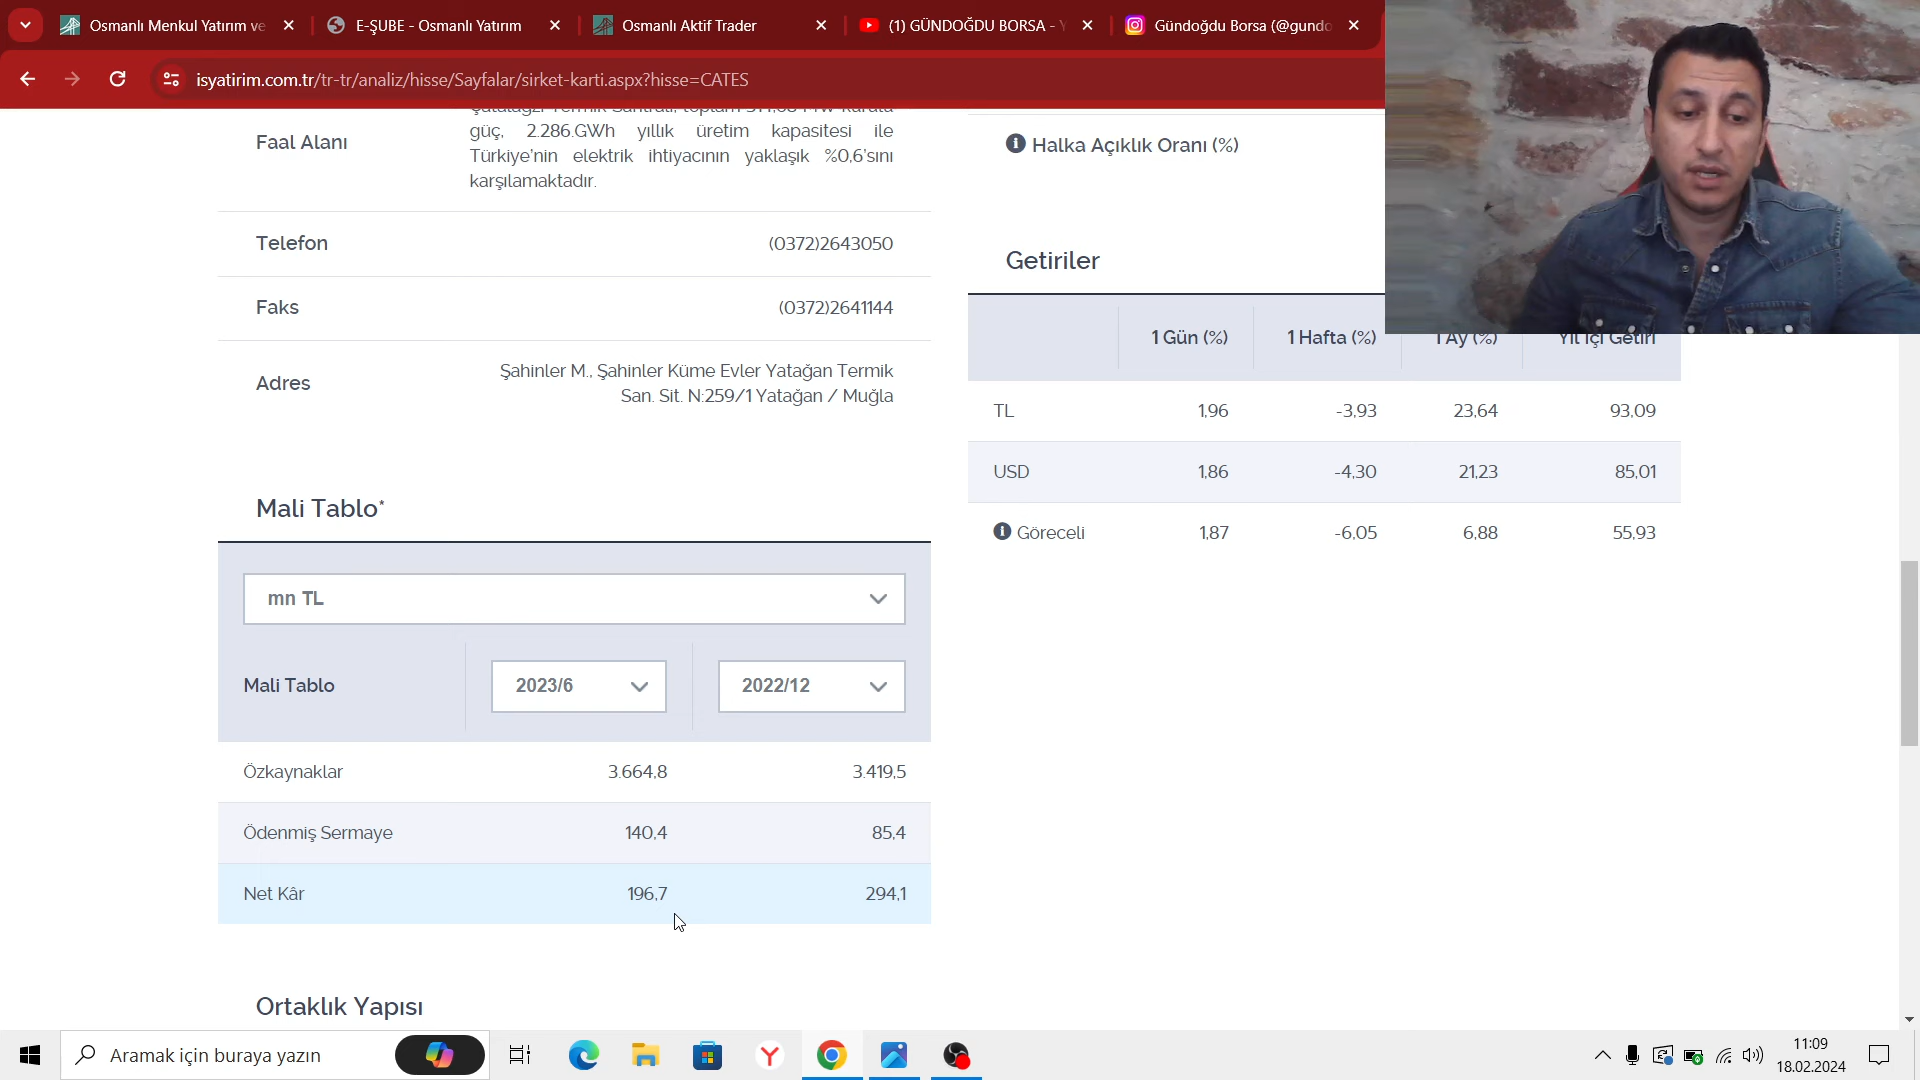 Osmanlı Menkul Yatırım ve
E-ŞUBE - Osmanlı Yatırım
Osmanlı Aktif Trader
(1) GÜNDOĞDU BORSA - Y
Gündoğdu Borsa (@gundo
isyatirim.com.tr/tr-tr/analiz/hisse/Sayfalar/sirket-karti.aspx?hisse=CATES
Faal Alanı
güç, 2.286.GWh yıllık üretim kapasitesi ile
Türkiye'nin elektrik ihtiyacının yaklaşık %0,6'sını
karşılamaktadır.
Telefon (0372)2643050
Faks (0372)2641144
Adres Şahinler M., Şahinler Küme Evler Yatağan Termik
San. Sit. N:259/1 Yatağan / Muğla
Mali Tablo*
mn TL
Mali Tablo 2023/6 2022/12
Özkaynaklar 3.664,8 3.419,5
Ödenmiş Sermaye 140,4 85,4
Net Kâr 196,7 294,1
Ortaklık Yapısı
Halka Açıklık Oranı (%)
Getiriler
1 Gün (%) 1 Hafta (%) 1 Ay (%) Yıl İçi Getiri
TL 1,96 -3,93 23,64 93,09
USD 1,86 -4,30 21,23 85,01
Göreceli 1,87 -6,05 6,88 55,93
Aramak için buraya yazın
11:09
18.02.2024